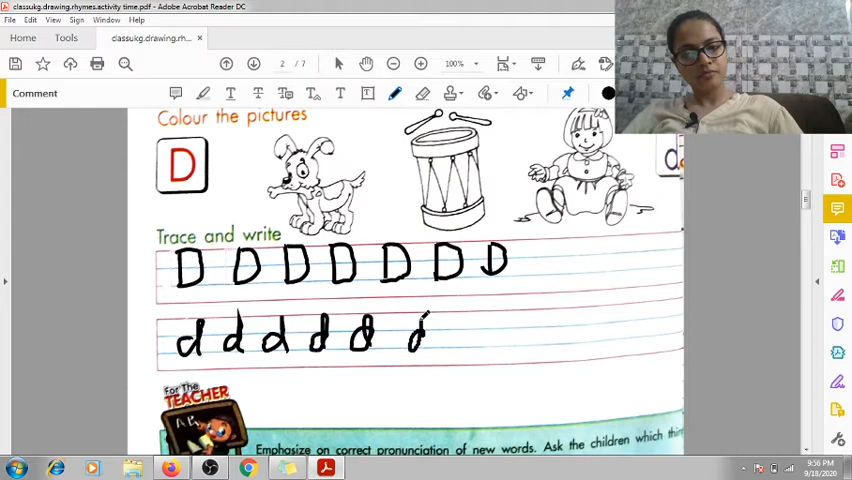 classukg.drawing.rhymes.activity time.pdf - Adobe Acrobat Reader DC
File Edit View Sign Window Help
Home Tools classukg.drawing.rh... ×
2 / 7 100%
Comment
Colour the pictures
D d
Trace and write
D D D D D D D
d d d d d d
For The
TEACHER
Emphasize on correct pronunciation of new words. Ask the children which
9:56 PM
9/18/2020